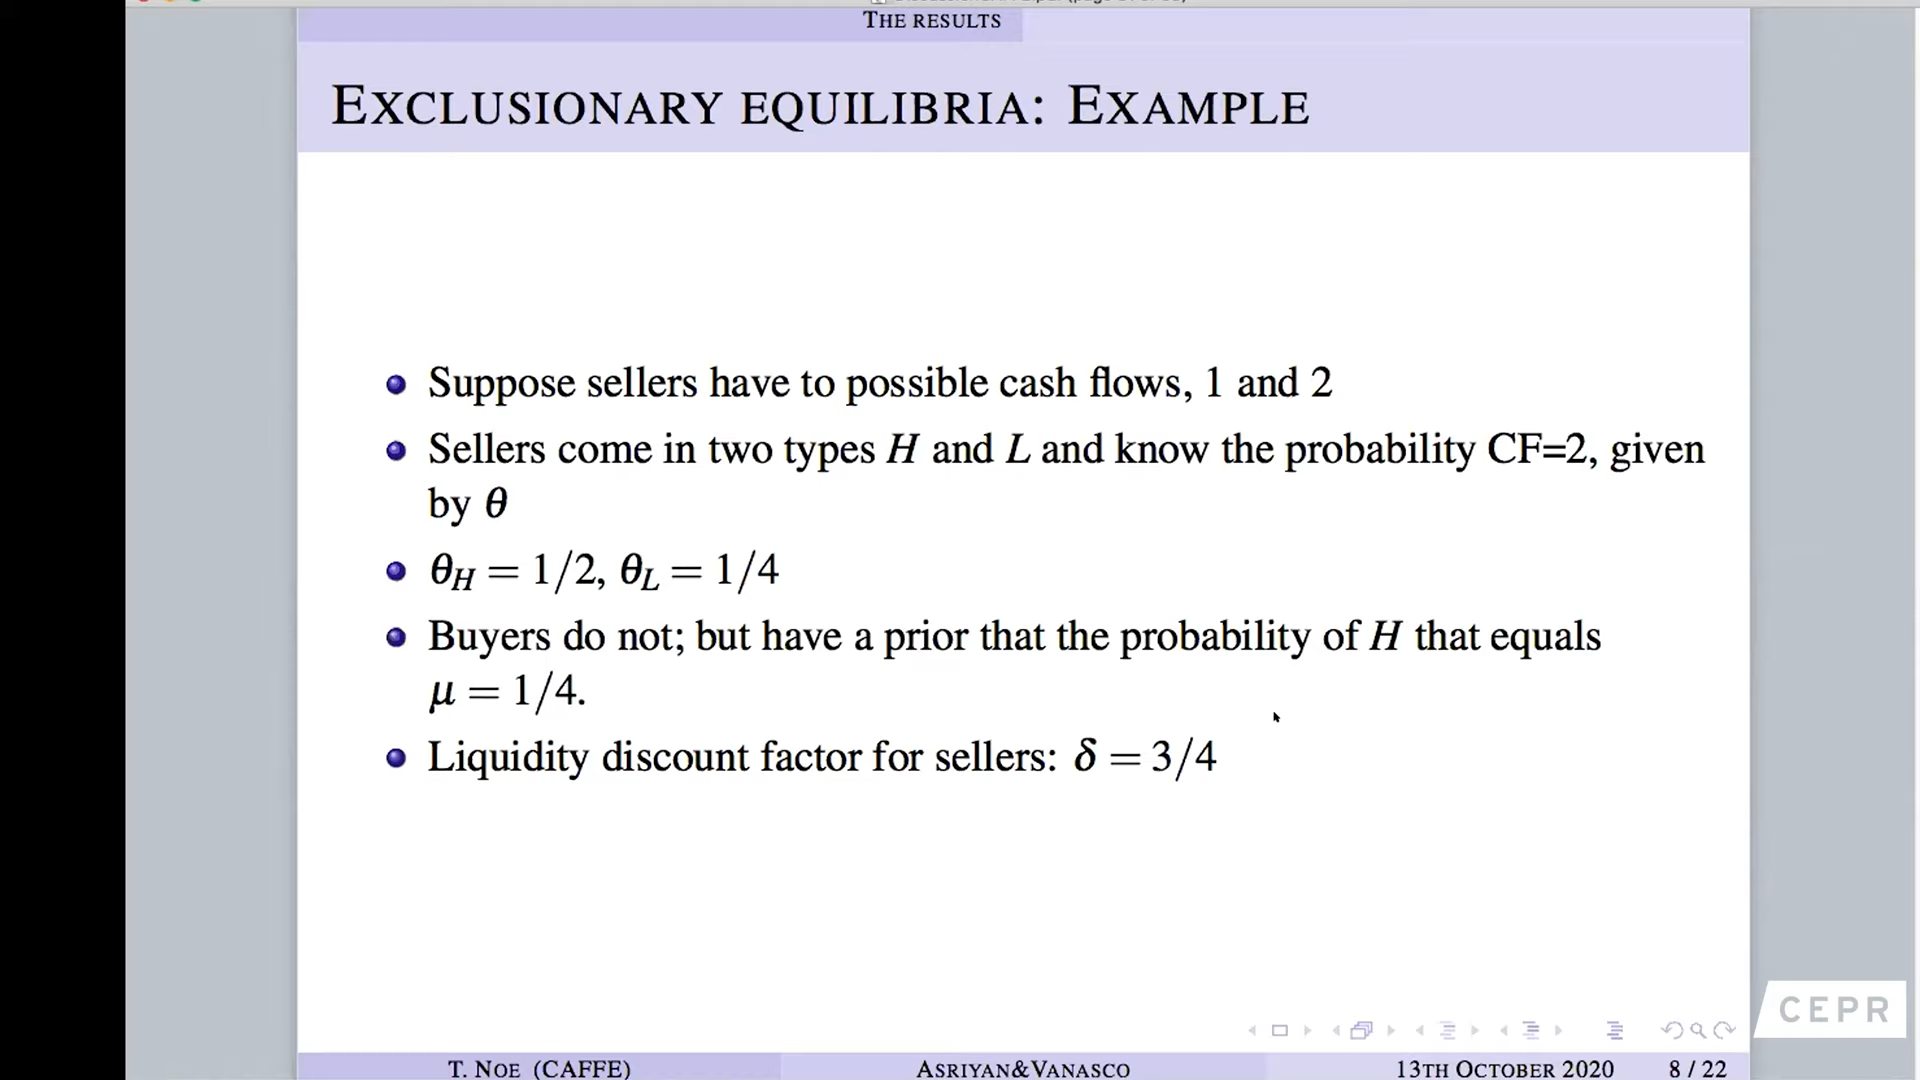 THE RESULTS
EXCLUSIONARY EQUILIBRIA: EXAMPLE
Suppose sellers have to possible cash flows, 1 and 2
Sellers come in two types H and L and know the probability CF=2, given
by θ
θ_H = 1/2, θ_L = 1/4
Buyers do not; but have a prior that the probability of H that equals
μ = 1/4.
Liquidity discount factor for sellers: δ = 3/4
CEPR
T. NOE (CAFFE) ASRIYAN&VANASCO 13TH OCTOBER 2020 8 / 22